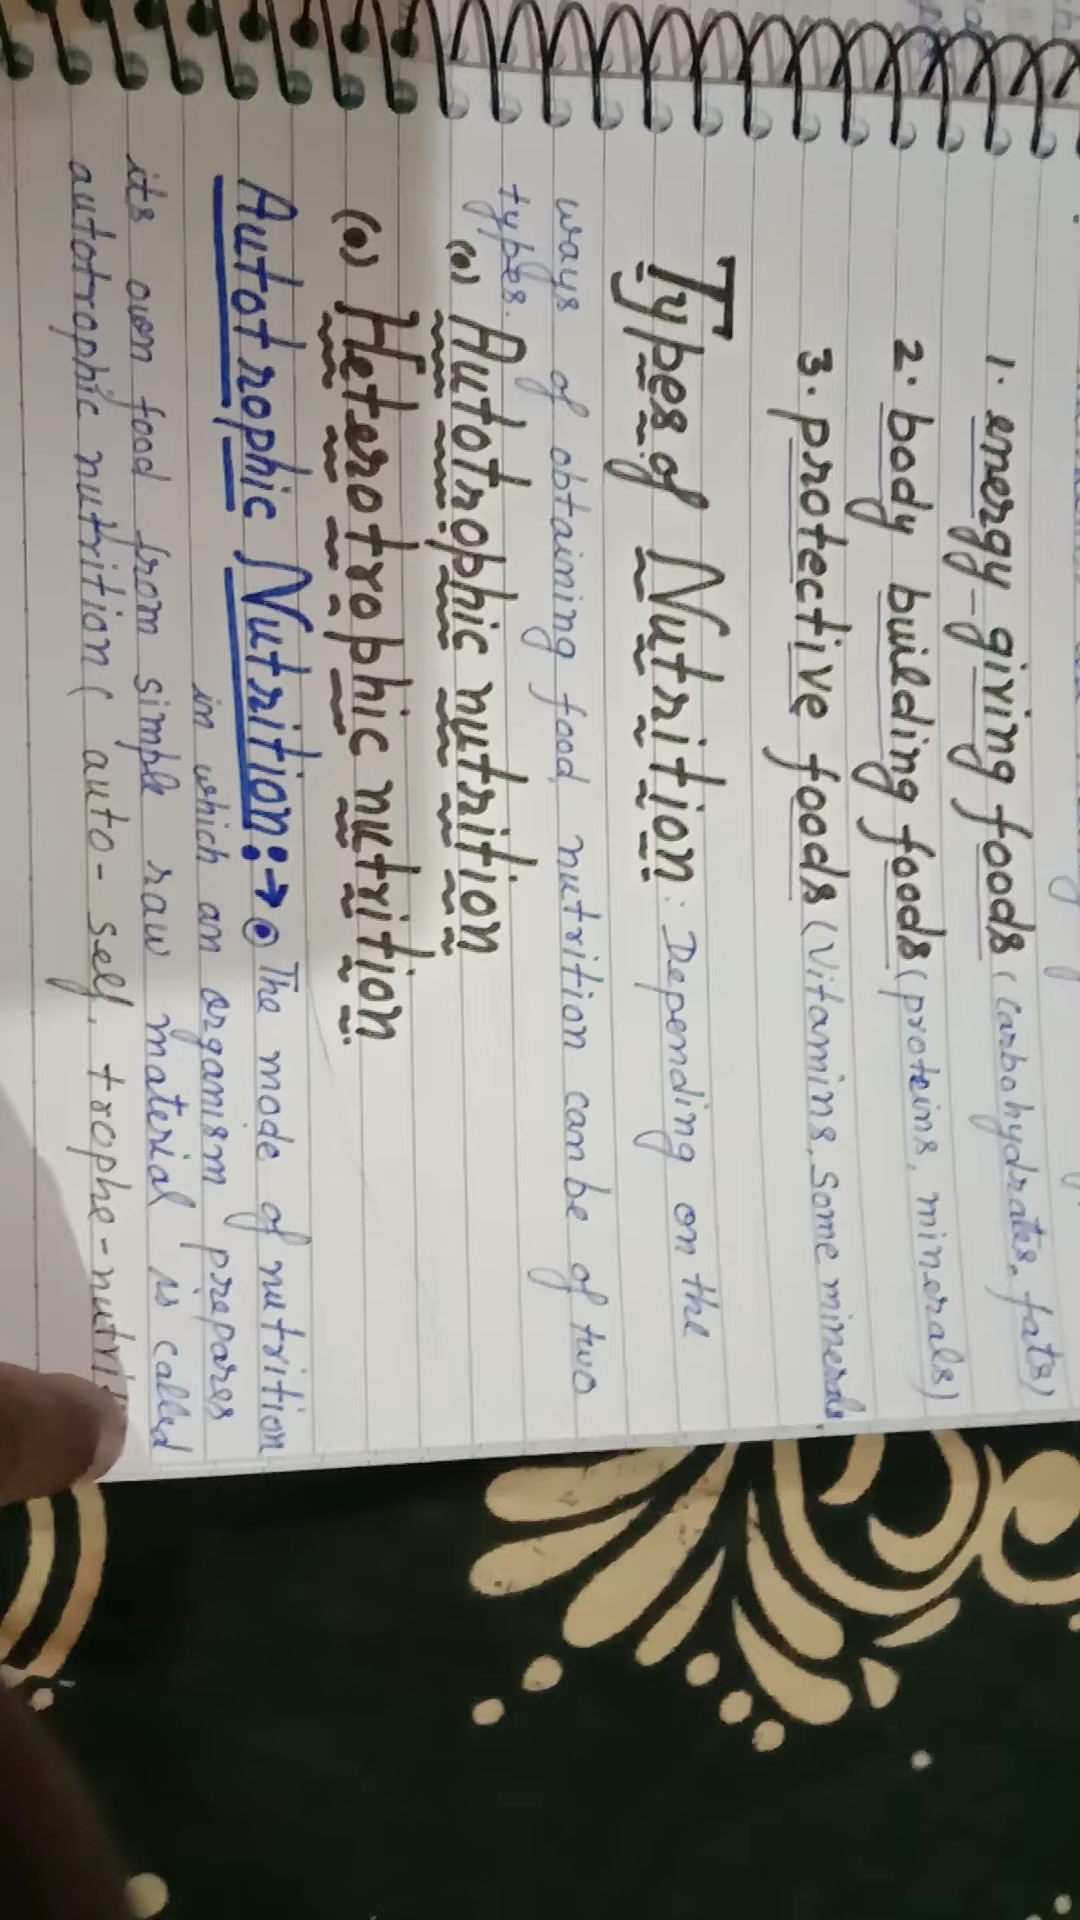 1. energy-giving foods (carbohydrates, fats)
2. body building foods (proteins, minerals)
3. protective foods (Vitamins, Some minerals.
Types of Nutrition: Depending on the
ways of obtaining food nutrition can be of two
types.
(•) Autotrophic nutrition
(•) Heterotrophic nutrition
Autotrophic Nutrition:→ ⦿ The mode of nutrition
in which an organism prepares
its own food from simple raw material is called
autotrophic nutrition ( auto- self, trophe-nutri